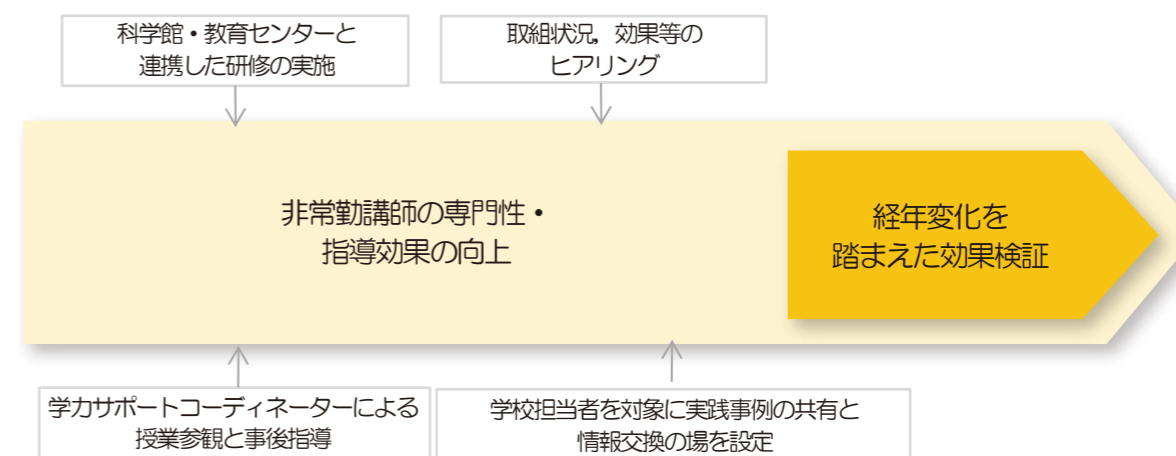 科学館・教育センターと
連携した研修の実施
取組状況，効果等の
ヒアリング
非常勤講師の専門性・
指導効果の向上
経年変化を
踏まえた効果検証
学力サポートコーディネーターによる
授業参観と事後指導
学校担当者を対象に実践事例の共有と
情報交換の場を設定